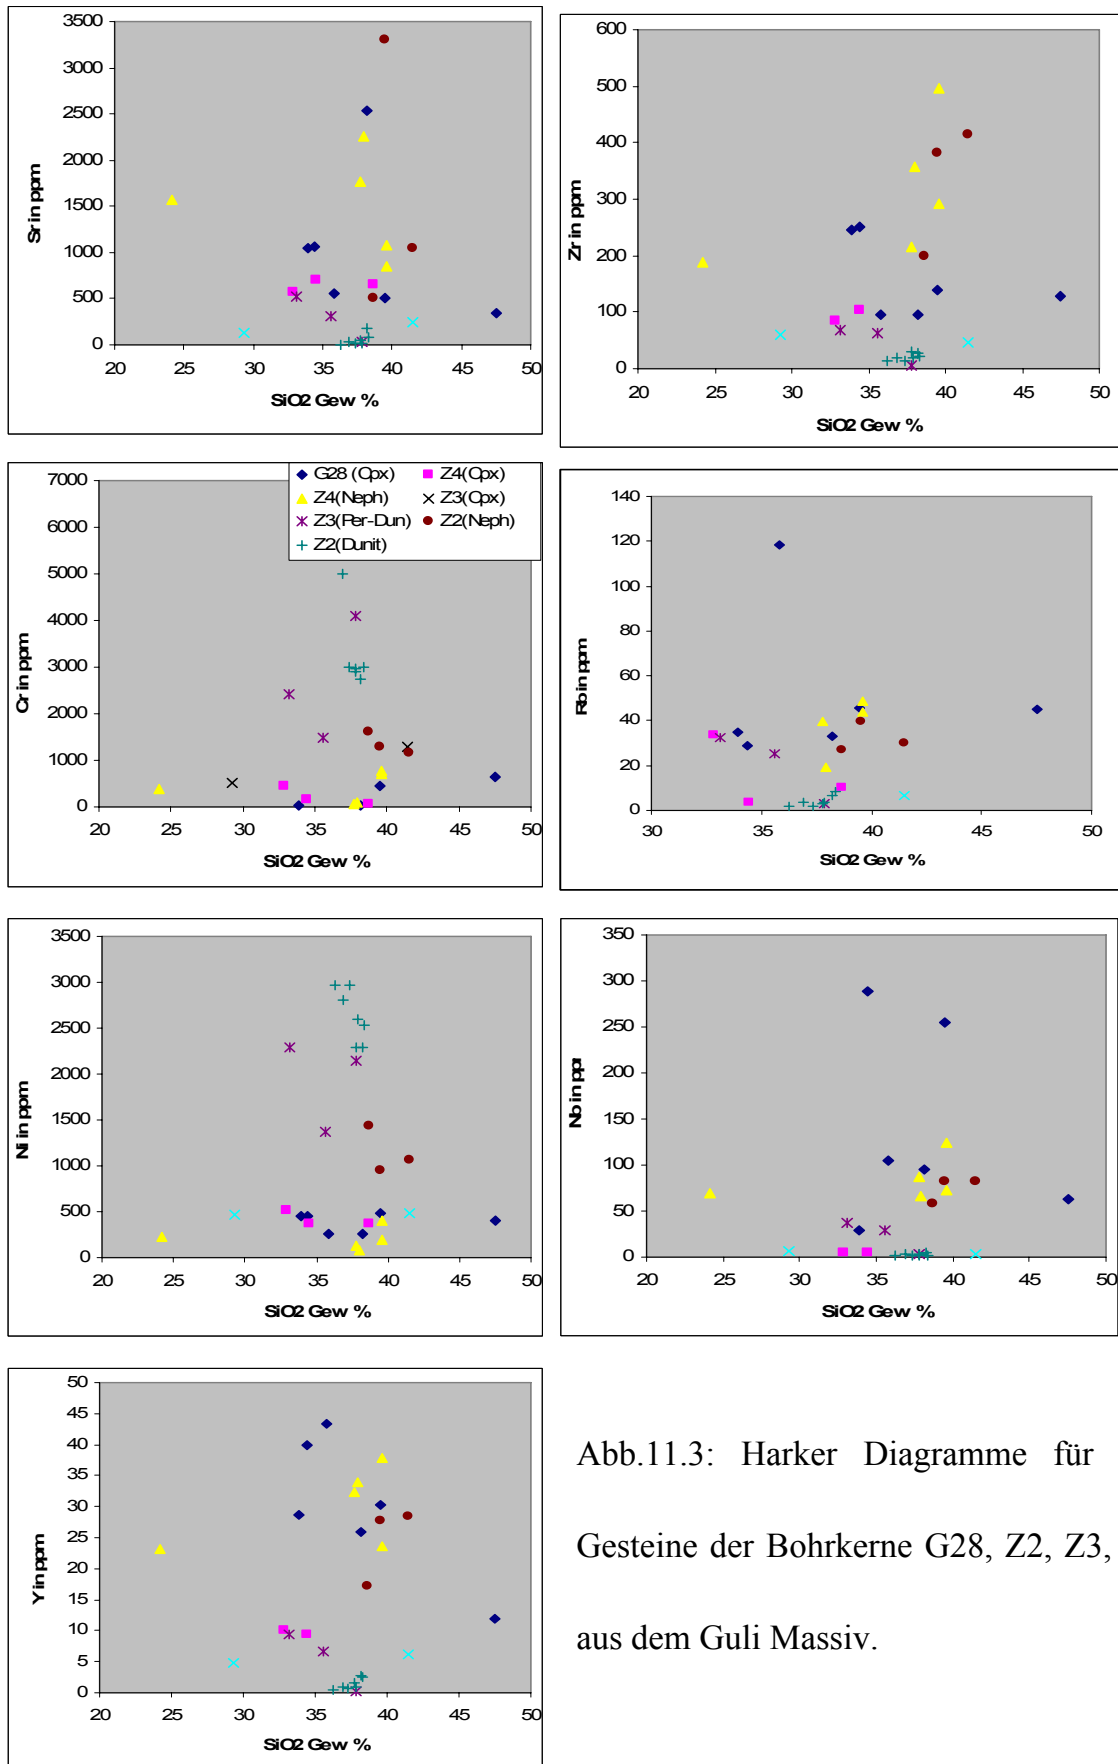 3500
3000
2500
2000
1500
1000
500
0
20 25 30 35 40 45 50
Sr in ppm
SiO2 Gew %
600
500
400
300
200
100
0
20 25 30 35 40 45 50
Zr in ppm
SiO2 Gew %
7000
6000
5000
4000
3000
2000
1000
0
20 25 30 35 40 45 50
Cr in ppm
SiO2 Gew %
G28 (Cpx) Z4(Cpx)
Z4(Neph) Z3(Cpx)
Z3(Per-Dun) Z2(Neph)
Z2(Dunit)
140
120
100
80
60
40
20
0
30 35 40 45 50
Rb in ppm
SiO2 Gew %
3500
3000
2500
2000
1500
1000
500
0
20 25 30 35 40 45 50
Ni in ppm
SiO2 Gew %
350
300
250
200
150
100
50
0
20 25 30 35 40 45 50
Nb in ppm
SiO2 Gew %
50
45
40
35
30
25
20
15
10
5
0
20 25 30 35 40 45 50
Y in ppm
SiO2 Gew %
Abb.11.3: Harker Diagramme für
Gesteine der Bohrkerne G28, Z2, Z3,
aus dem Guli Massiv.